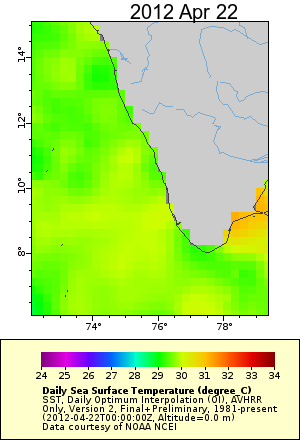 2012 Apr 22
14°
12°
10°
8°
74° 76° 78°
24 25 26 27 28 29 30 31 32 33 34
Daily Sea Surface Temperature (degree_C)
SST, Daily Optimum Interpolation (OI), AVHRR
Only, Version 2, Final+Preliminary, 1981-present
(2012-04-22T00:00:00Z, Altitude=0.0 m)
Data courtesy of NOAA NCEI